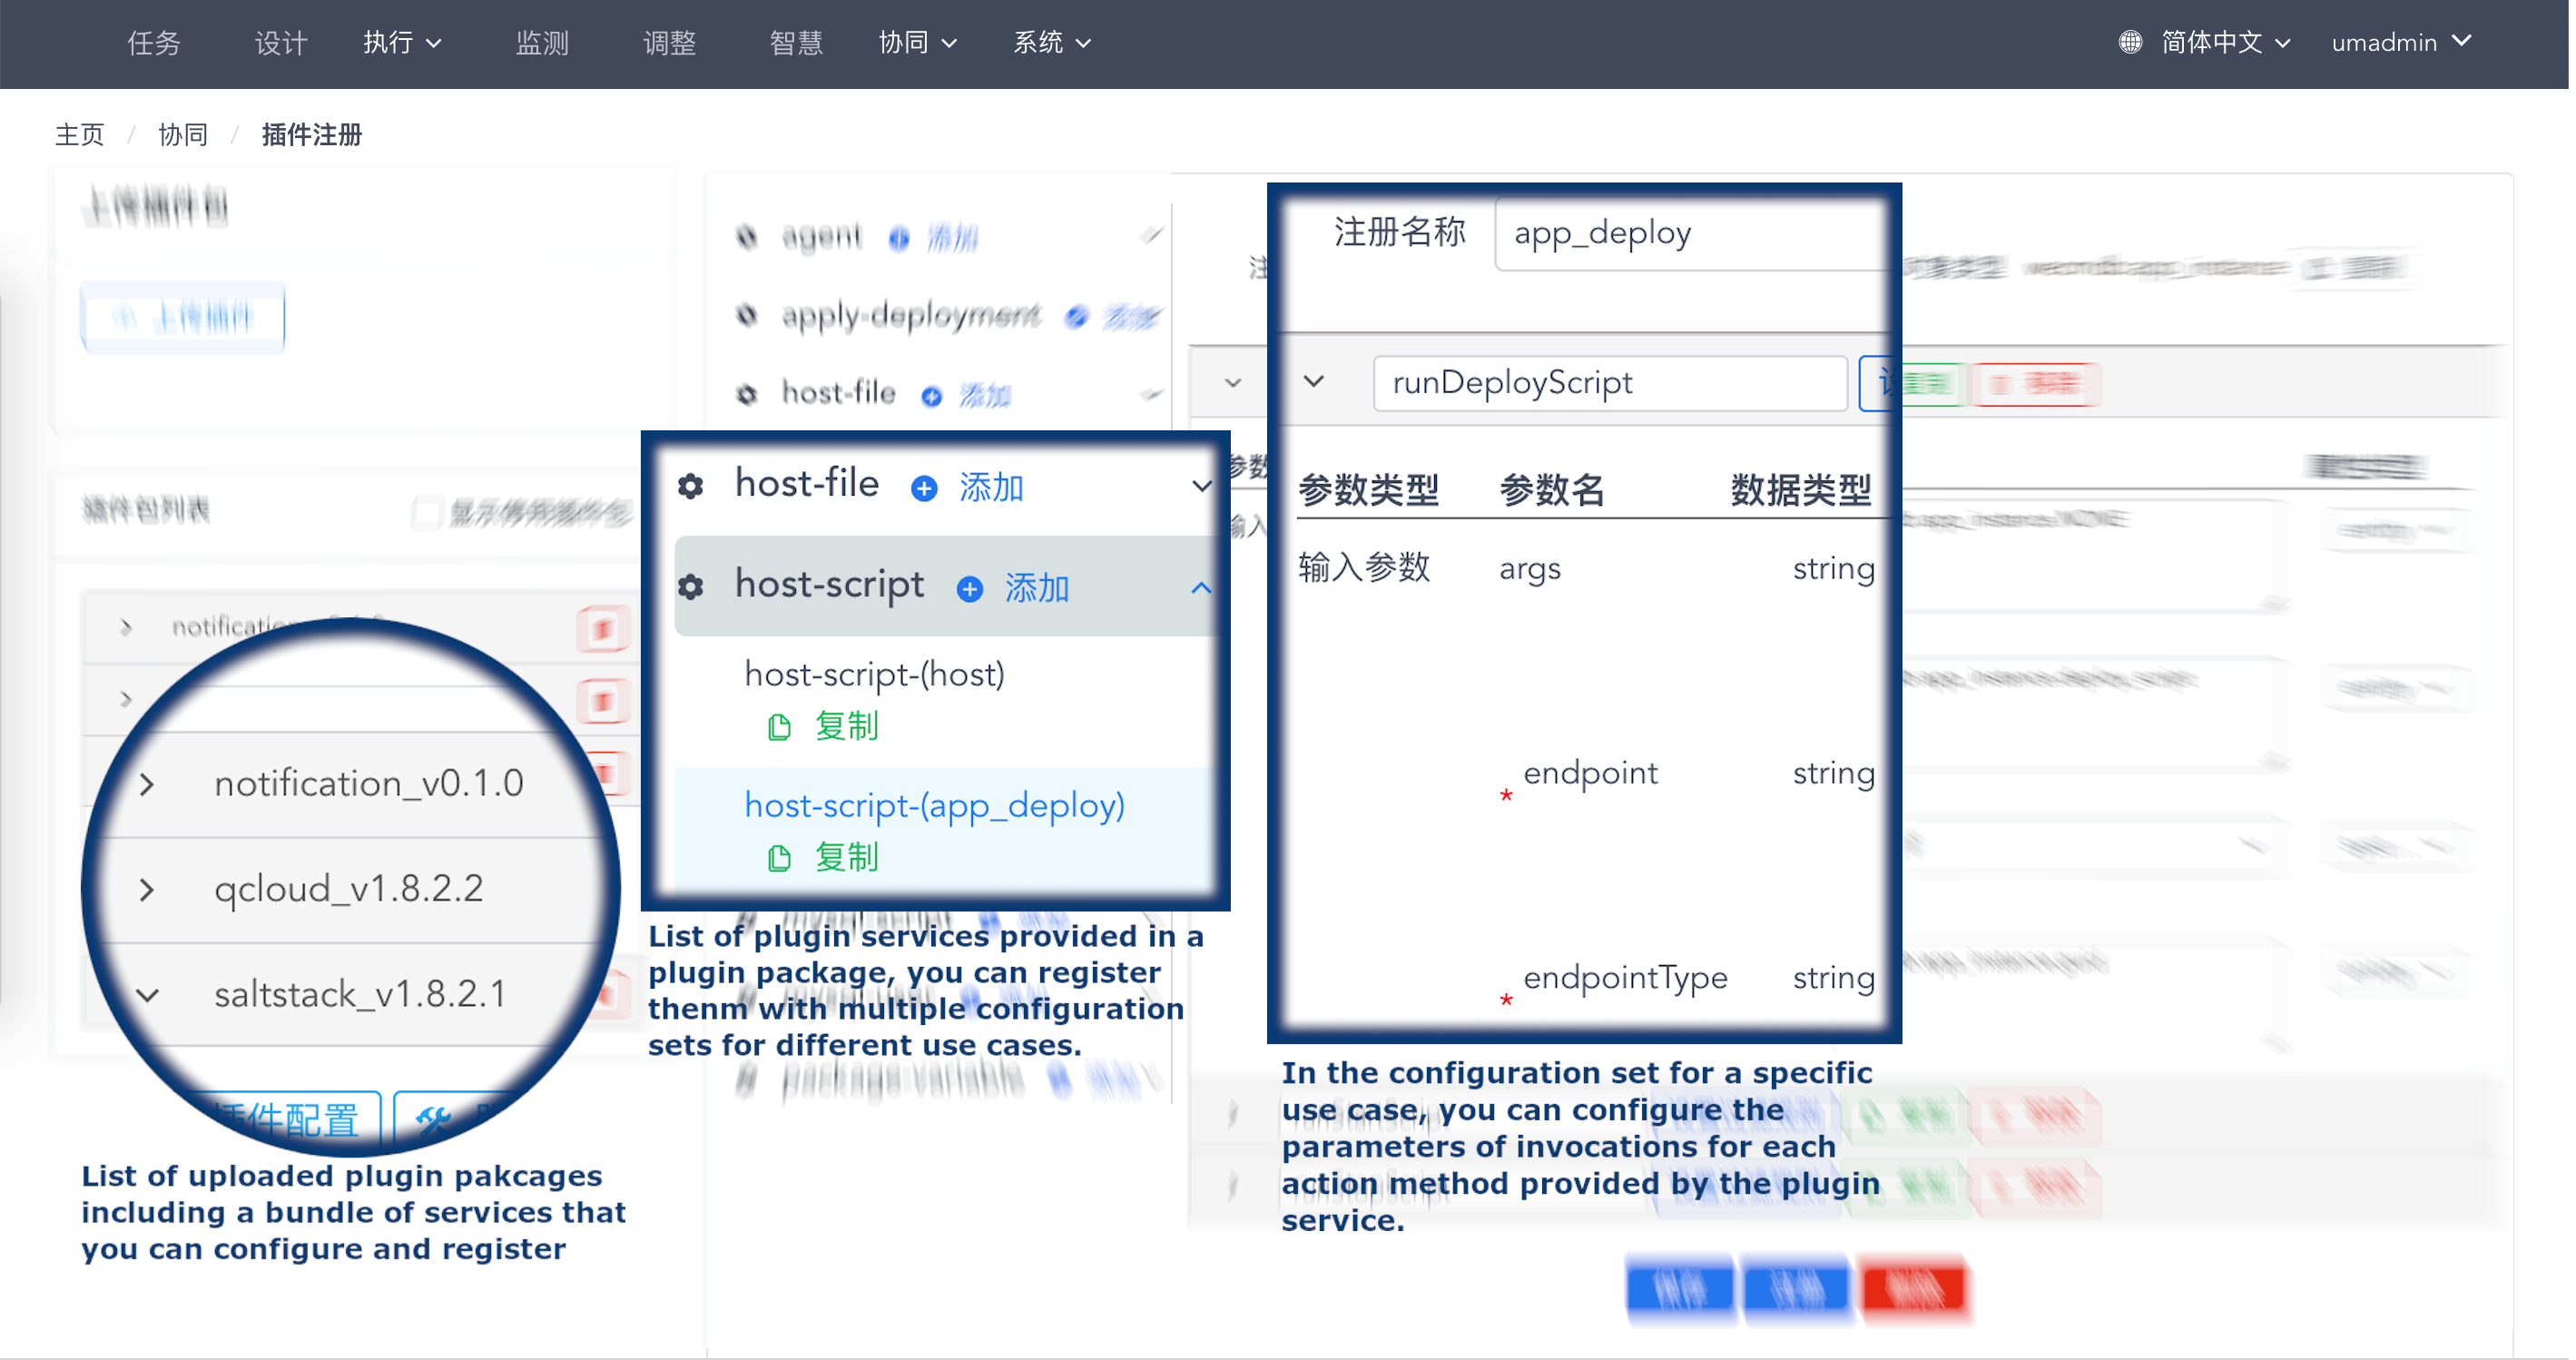 任务 设计 执行 监测 调整 智慧 协同 系统 简体中文 umadmin
主页 / 协同 / 插件注册
上传插件包
上传插件
插件包列表 显示停用插件包
notification_v0.1.0
qcloud_v1.8.2.2
saltstack_v1.8.2.1
插件配置
List of uploaded plugin pakcages
including a bundle of services that
you can configure and register
agent 添加
apply-deployment 添加
host-file 添加
host-file 添加
host-script 添加
host-script-(host)
复制
host-script-(app_deploy)
复制
List of plugin services provided in a
plugin package, you can register
thenm with multiple configuration
sets for different use cases.
package-variable
注册名称 app_deploy
runDeployScript
参数类型 参数名 数据类型
输入参数 args string
* endpoint string
* endpointType string
In the configuration set for a specific
use case, you can configure the
parameters of invocations for each
action method provided by the plugin
service.